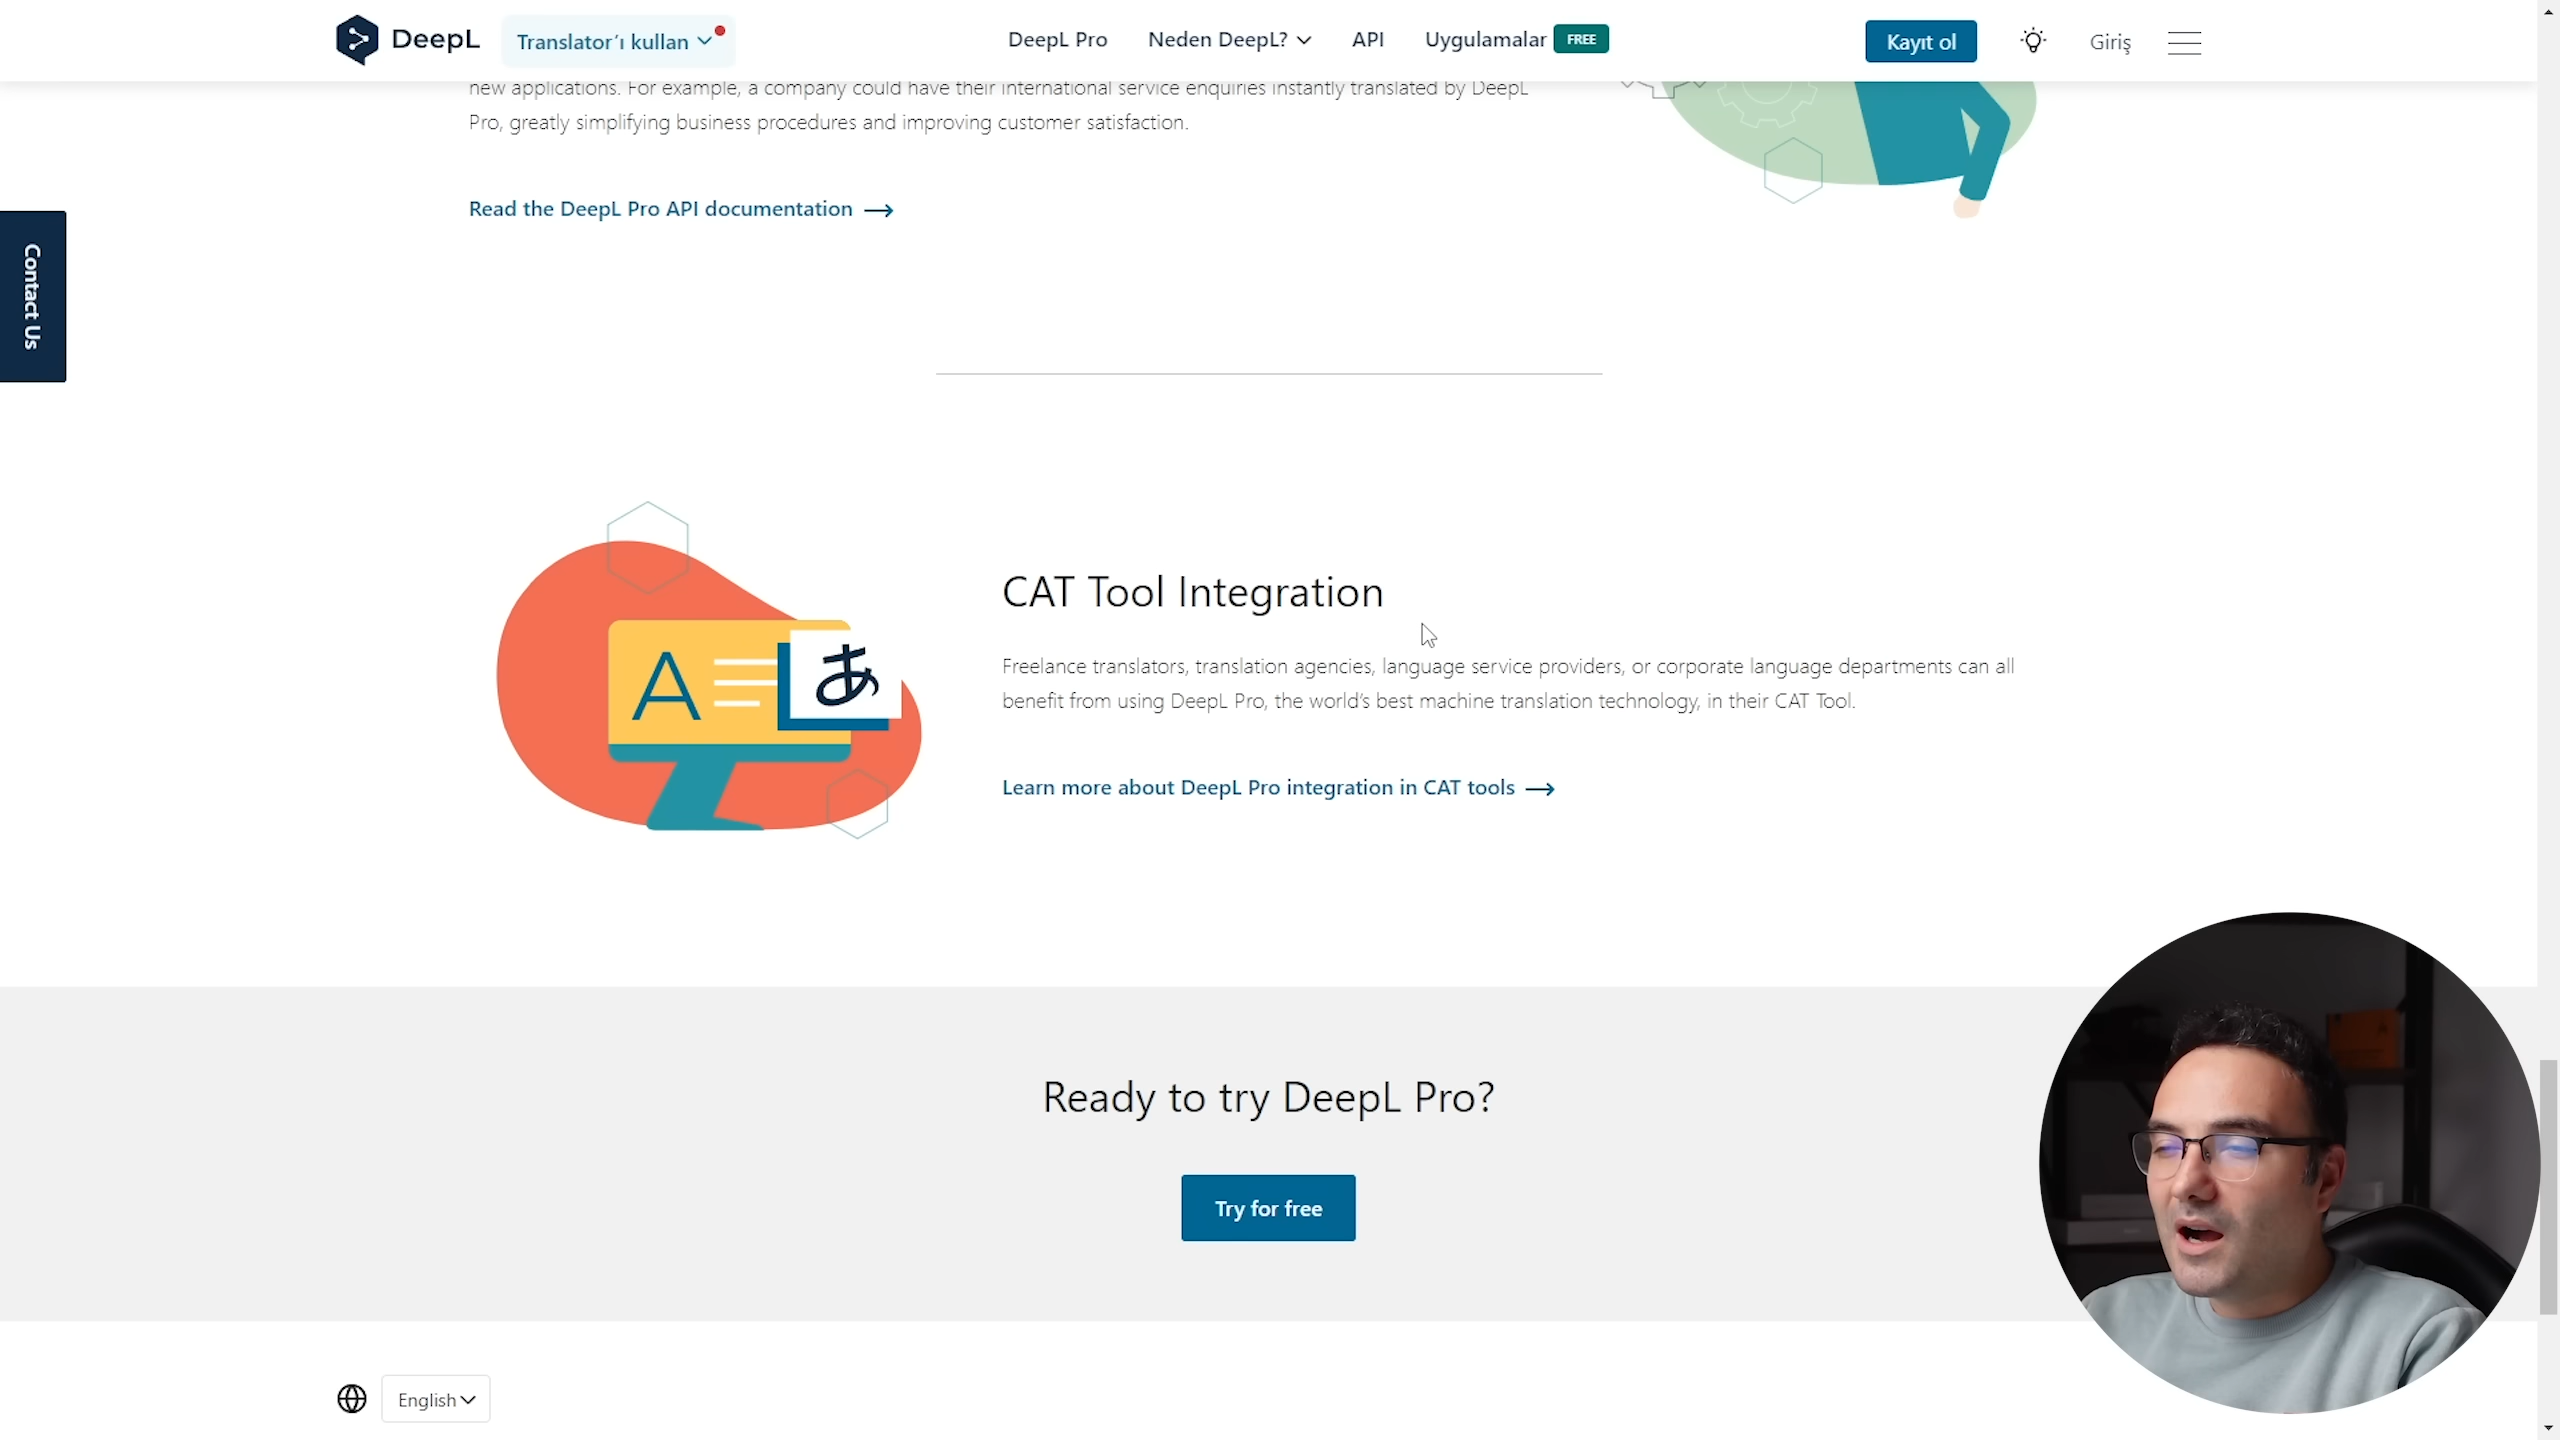 DeepL
Translator'ı kullan
DeepL Pro
Neden DeepL?
API
Uygulamalar FREE
Kayıt ol
Giriş
new applications. For example, a company could have their international service enquiries instantly translated by DeepL
Pro, greatly simplifying business procedures and improving customer satisfaction.
Read the DeepL Pro API documentation
Contact Us
A
あ
CAT Tool Integration
Freelance translators, translation agencies, language service providers, or corporate language departments can all
benefit from using DeepL Pro, the world's best machine translation technology, in their CAT Tool.
Learn more about DeepL Pro integration in CAT tools
Ready to try DeepL Pro?
Try for free
English